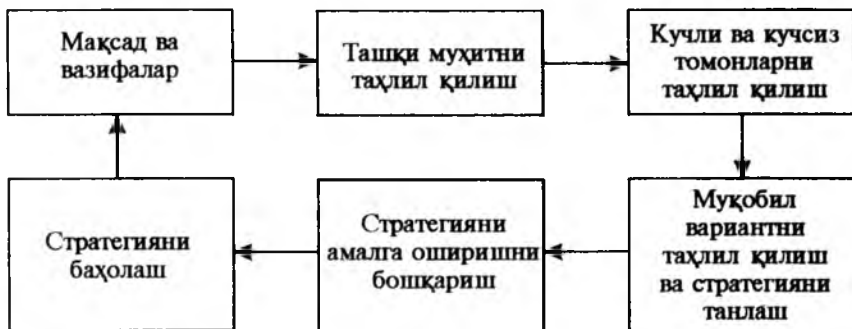 Мақсад ва
вазифалар
Ташқи муҳитни
таҳлил қилиш
Кучли ва кучсиз
томонларни
таҳлил қилиш
Муқобил
вариантни
таҳлил қилиш
ва стратегияни
танлаш
Стратегияни
амалга оширишни
бошқариш
Стратегияни
баҳолаш